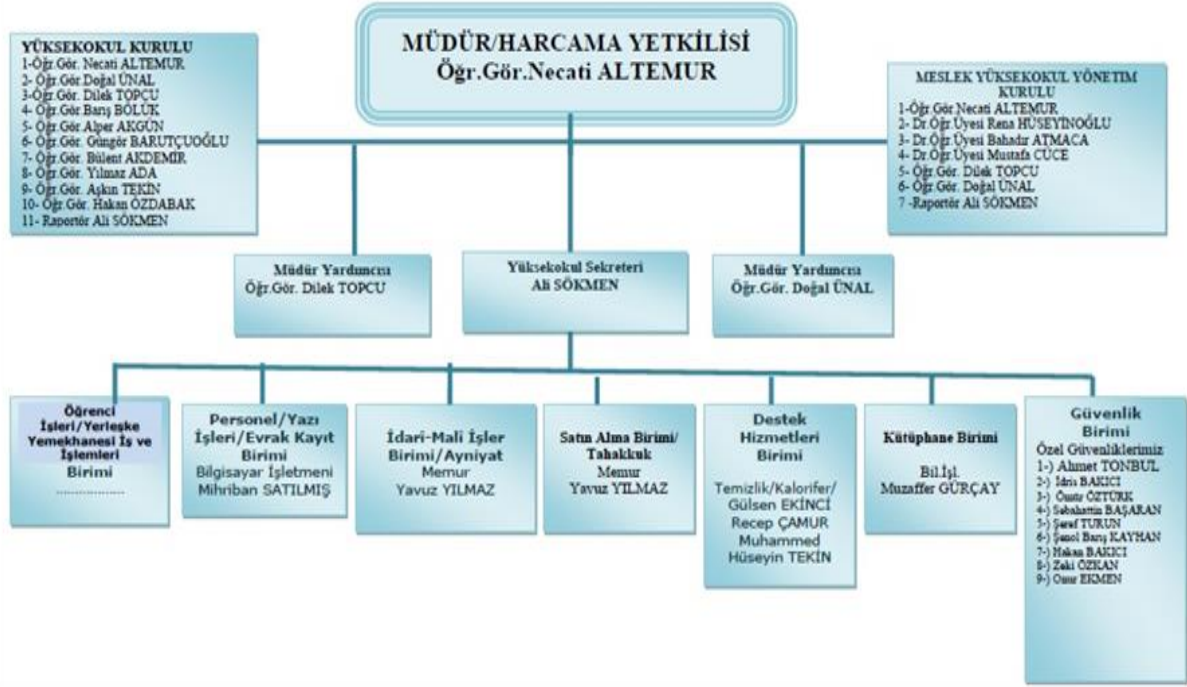 MÜDÜR/HARCAMA YETKİLİSİ
Öğr.Gör.Necati ALTEMUR
YÜKSEKOKUL KURULU
1-Öğr.Gör. Necati ALTEMUR
2- Öğr.Gör.Doğal ÜNAL
3-Öğr.Gör. Dilek TOPÇU
4- Öğr.Gör.Barış BÖLÜK
5- Öğr.Gör.Alper AKGÜN
6- Öğr.Gör. Güngör BARUTÇUOĞLU
7- Öğr.Gör. Bülent AKDEMİR
8- Öğr.Gör. Yılmaz ADA
9- Öğr.Gör. Aşkın TEKİN
10- Öğr.Gör. Hakan ÖZDABAK
11- Raportör Ali SÖKMEN
MESLEK YÜKSEKOKUL YÖNETIM
KURULU
1-Öğr.Gör.Necati ALTEMUR
2- Dr.Öğr.Üyesi Rena HÜSEYİNOĞLU
3- Dr.Öğr.Üyesi Bahadır ATMACA
4- Dr.Öğr.Üyesi Mustafa CÜCE
5- Öğr.Gör. Dilek TOPCU
6- Öğr.Gör. Doğal ÜNAL
7 -Raportör Ali SÖKMEN
Müdür Yardımcısı
Öğr.Gör. Dilek TOPCU
Yüksekokul Sekreteri
Ali SÖKMEN
Müdür Yardımcısı
Öğr.Gör. Doğal ÜNAL
Öğrenci
İşleri/Yerleşke
Yemekhanesi İş ve
İşlemleri
Birimi
..................
Personel/Yazı
İşleri/Evrak Kayıt
Birimi
Bilgisayar İşletmeni
Mihriban SATILMIŞ
İdari-Mali İşler
Birimi/Ayniyat
Memur
Yavuz YILMAZ
Satın Alma Birimi/
Tahakkuk
Memur
Yavuz YILMAZ
Destek
Hizmetleri
Birimi
Temizlik/Kalorifer/
Gülsen EKİNCİ
Recep ÇAMUR
Muhammed
Hüseyin TEKİN
Kütüphane Birimi
Bil.İşl.
Muzaffer GÜRÇAY
Güvenlik
Birimi
Özel Güvenliklerimiz
1-) Ahmet TONBUL
2-) İdris BAKICI
3-) Ömür ÖZTÜRK
4-) Sebahattin BAŞARAN
5-) Şeref TURUN
6-) Şenol Barış KAYHAN
7-) Hakan BAKICI
8-) Zeki ÖZKAN
9-) Onur EKMEN